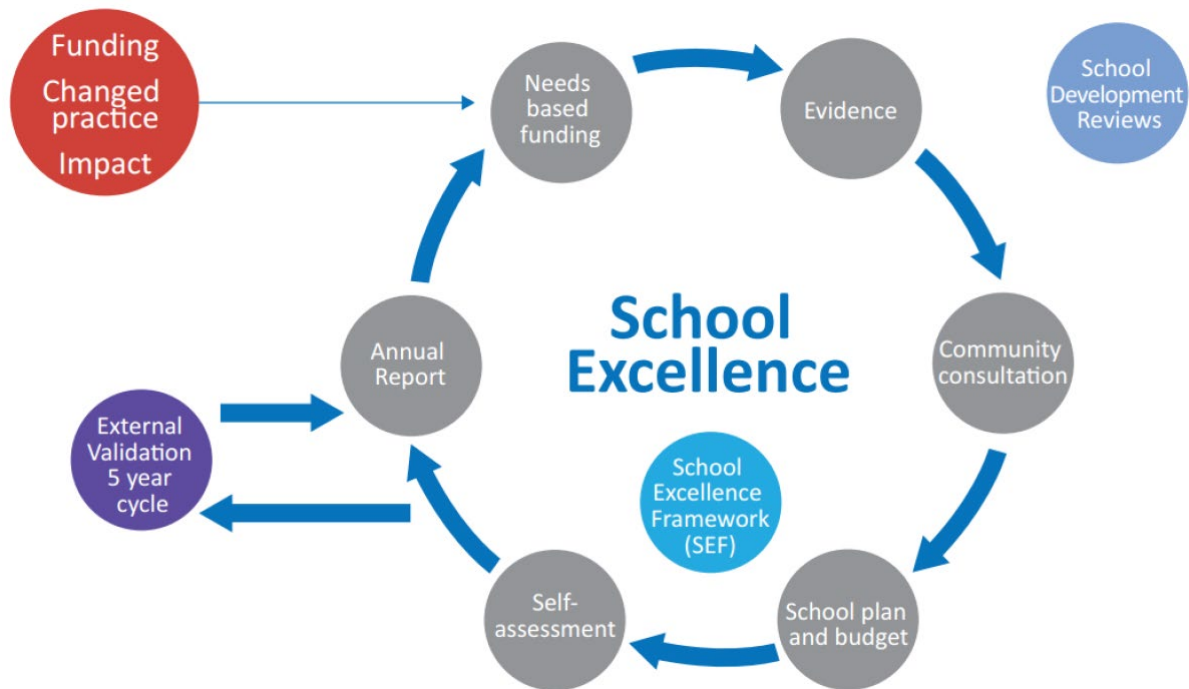 Funding
Changed
practice
Impact
Needs
based
funding
Evidence
School
Development
Reviews
School
Excellence
Annual
Report
Community
consultation
External
Validation
5 year
cycle
School
Excellence
Framework
(SEF)
Self-
assessment
School plan
and budget